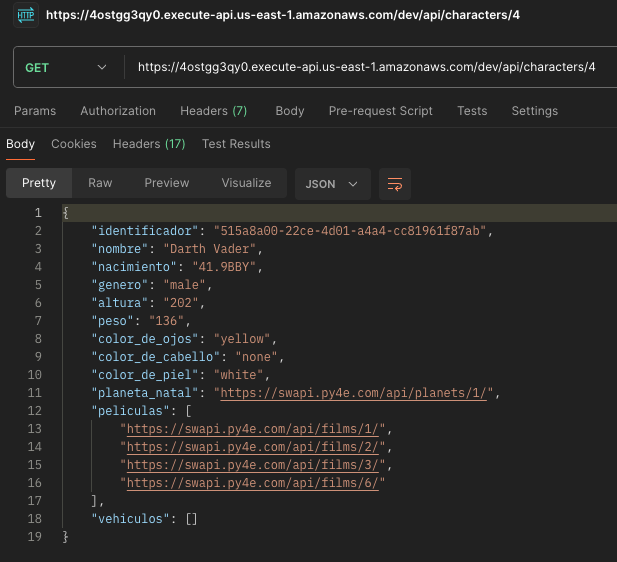 HTTP https://4ostgg3qy0.execute-api.us-east-1.amazonaws.com/dev/api/characters/4
GET https://4ostgg3qy0.execute-api.us-east-1.amazonaws.com/dev/api/characters/4
Params Authorization Headers (7) Body Pre-request Script Tests Settings
Body Cookies Headers (17) Test Results
Pretty Raw Preview Visualize JSON
1 {
2 "identificador": "515a8a00-22ce-4d01-a4a4-cc81961f87ab",
3 "nombre": "Darth Vader",
4 "nacimiento": "41.9BBY",
5 "genero": "male",
6 "altura": "202",
7 "peso": "136",
8 "color_de_ojos": "yellow",
9 "color_de_cabello": "none",
10 "color_de_piel": "white",
11 "planeta_natal": "https://swapi.py4e.com/api/planets/1/",
12 "peliculas": [
13 "https://swapi.py4e.com/api/films/1/",
14 "https://swapi.py4e.com/api/films/2/",
15 "https://swapi.py4e.com/api/films/3/",
16 "https://swapi.py4e.com/api/films/6/"
17 ],
18 "vehiculos": []
19 }